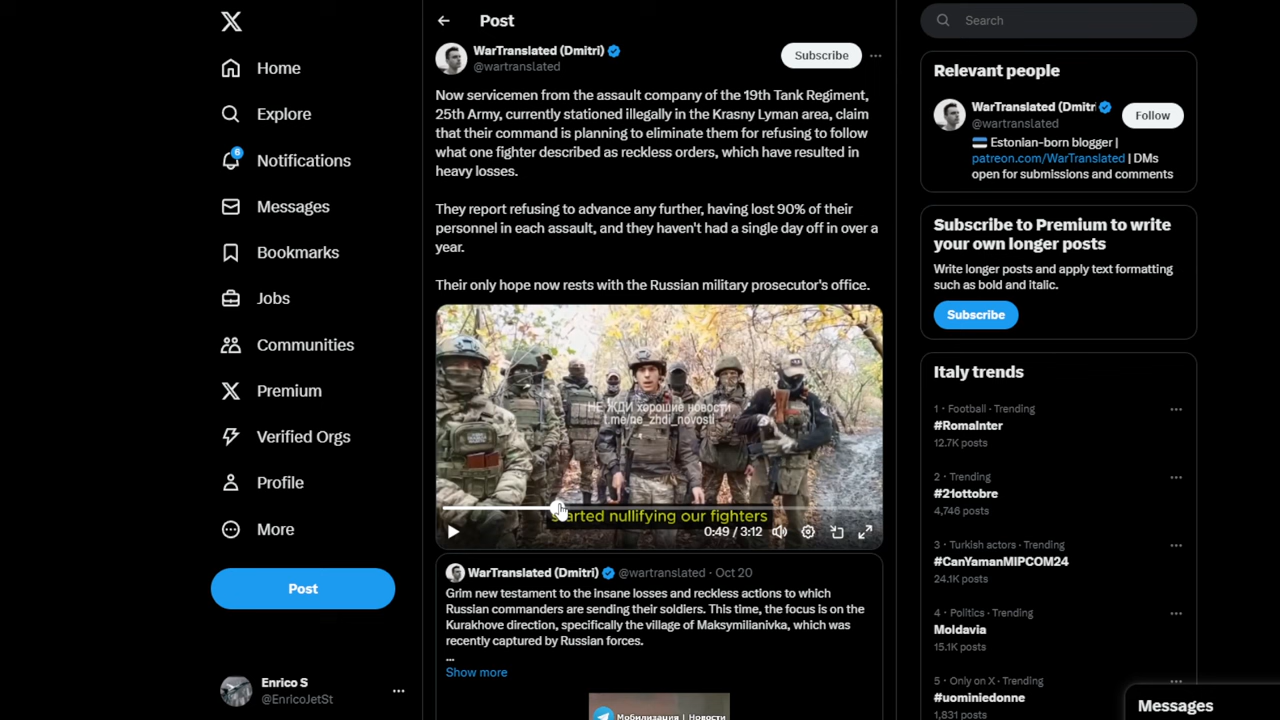 Home
Explore
6
Notifications
Messages
Bookmarks
Jobs
Communities
Premium
Verified Orgs
Profile
More
Post
Enrico S
@EnricoJetSt
Post
WarTranslated (Dmitri)
@wartranslated
Subscribe
Now servicemen from the assault company of the 19th Tank Regiment,
25th Army, currently stationed illegally in the Krasny Lyman area, claim
that their command is planning to eliminate them for refusing to follow
what one fighter described as reckless orders, which have resulted in
heavy losses.
They report refusing to advance any further, having lost 90% of their
personnel in each assault, and they haven't had a single day off in over a
year.
Their only hope now rests with the Russian military prosecutor's office.
НЕ ЖДИ хорошие новости
t.me/ne_zhdi_novosti
started nullifying our fighters
0:49 / 3:12
WarTranslated (Dmitri) @wartranslated · Oct 20
Grim new testament to the insane losses and reckless actions to which
Russian commanders are sending their soldiers. This time, the focus is on the
Kurakhove direction, specifically the village of Maksymilianivka, which was
recently captured by Russian forces.
...
Show more
Мобилизация | Новости
Search
Relevant people
WarTranslated (Dmitri
@wartranslated
Follow
Estonian-born blogger |
patreon.com/WarTranslated | DMs
open for submissions and comments
Subscribe to Premium to write
your own longer posts
Write longer posts and apply text formatting
such as bold and italic.
Subscribe
Italy trends
1 · Football · Trending
#RomaInter
12.7K posts
2 · Trending
#21ottobre
4,746 posts
3 · Turkish actors · Trending
#CanYamanMIPCOM24
24.1K posts
4 · Politics · Trending
Moldavia
15.1K posts
5 · Only on X · Trending
#uominiedonne
1,831 posts
Messages